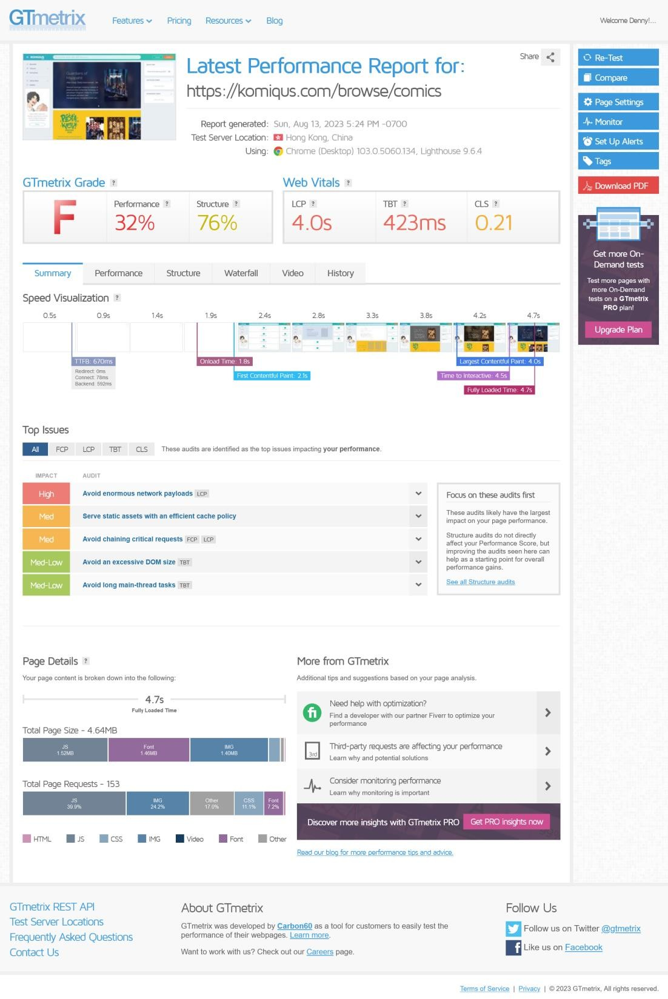 GTmetrix
Features
Pricing
Resources
Blog
Welcome Denny!...
Latest Performance Report for:
https://komiqus.com/browse/comics
Share
Report generated: Sun, Aug 13, 2023 5:24 PM -0700
Test Server Location: Hong Kong, China
Using: Chrome (Desktop) 103.0.5060.134, Lighthouse 9.6.4
Re-Test
Compare
Page Settings
Monitor
Set Up Alerts
Tags
Download PDF
Get more On-
Demand tests
Test more pages with
more On-Demand
tests on a GTmetrix
PRO plan!
Upgrade Plan
KOMIQUS
Guardians of
Majapahit
PESTA
GTmetrix Grade ?
F
Performance ?
32%
Structure ?
76%
Web Vitals ?
LCP ?
4.0s
TBT ?
423ms
CLS ?
0.21
Summary
Performance
Structure
Waterfall
Video
History
Speed Visualization ?
0.5s 0.9s 1.4s 1.9s 2.4s 2.8s 3.3s 3.8s 4.2s 4.7s
TTFB: 670ms
Redirect: 0ms
Connect: 78ms
Backend: 592ms
Onload Time: 1.8s
First Contentful Paint: 2.1s
Largest Contentful Paint: 4.0s
Time to Interactive: 4.5s
Fully Loaded Time: 4.7s
Top Issues
All FCP LCP TBT CLS These audits are identified as the top issues impacting your performance.
IMPACT AUDIT
High Avoid enormous network payloads LCP
Med Serve static assets with an efficient cache policy
Med Avoid chaining critical requests FCP LCP
Med-Low Avoid an excessive DOM size TBT
Med-Low Avoid long main-thread tasks TBT
Focus on these audits first
These audits likely have the largest
impact on your page performance.
Structure audits do not directly
affect your Performance Score, but
improving the audits seen here can
help as a starting point for overall
performance gains.
See all Structure audits
Page Details ?
Your page content is broken down into the following:
4.7s
Fully Loaded Time
Total Page Size - 4.64MB
JS
1.52MB
Font
1.46MB
IMG
1.40MB
Total Page Requests - 153
JS
39.9%
IMG
24.2%
Other
17.0%
CSS
11.1%
Font
7.2%
HTML JS CSS IMG Video Font Other
More from GTmetrix
Additional tips and suggestions based on your page analysis.
fi
Need help with optimization?
Find a developer with our partner Fiverr to optimize your
performance
3rd
Third-party requests are affecting your performance
Learn why and potential solutions
Consider monitoring performance
Learn why monitoring is important
Discover more insights with GTmetrix PRO
Get PRO insights now
Read our blog for more performance tips and advice.
GTmetrix REST API
Test Server Locations
Frequently Asked Questions
Contact Us
About GTmetrix
GTmetrix was developed by Carbon60 as a tool for customers to easily test the
performance of their webpages. Learn more.
Want to work with us? Check out our Careers page.
Follow Us
Follow us on Twitter @gtmetrix
Like us on Facebook
Terms of Service | Privacy | © 2023 GTmetrix, All rights reserved.